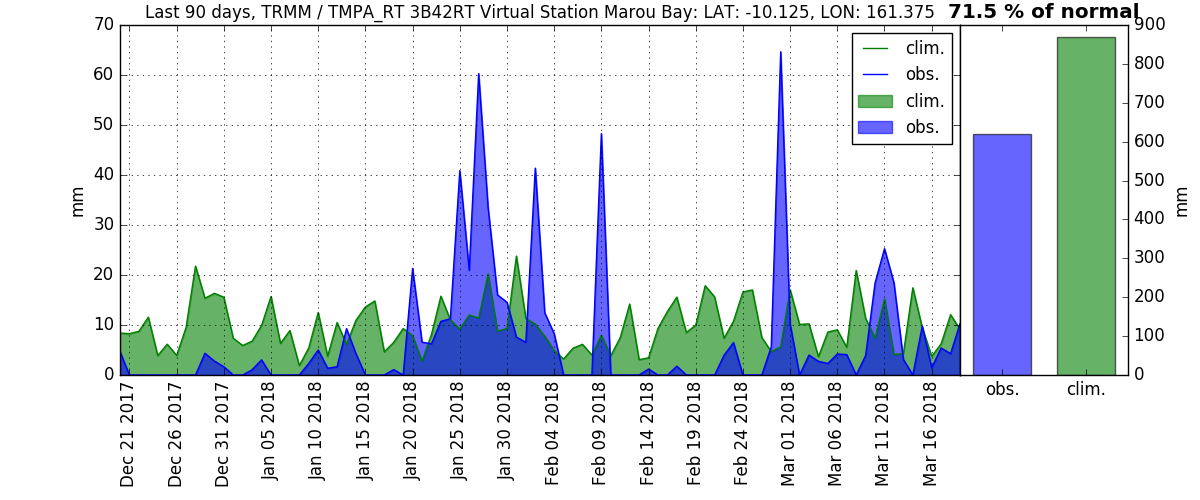 Last 90 days, TRMM / TMPA_RT 3B42RT Virtual Station Marou Bay: LAT: -10.125, LON: 161.375 71.5 % of normal
70
60
50
40
30
20
10
0
mm
clim.
obs.
clim.
obs.
900
800
700
600
500
400
300
200
100
0
mm
obs. clim.
Dec 21 2017
Dec 26 2017
Dec 31 2017
Jan 05 2018
Jan 10 2018
Jan 15 2018
Jan 20 2018
Jan 25 2018
Jan 30 2018
Feb 04 2018
Feb 09 2018
Feb 14 2018
Feb 19 2018
Feb 24 2018
Mar 01 2018
Mar 06 2018
Mar 11 2018
Mar 16 2018